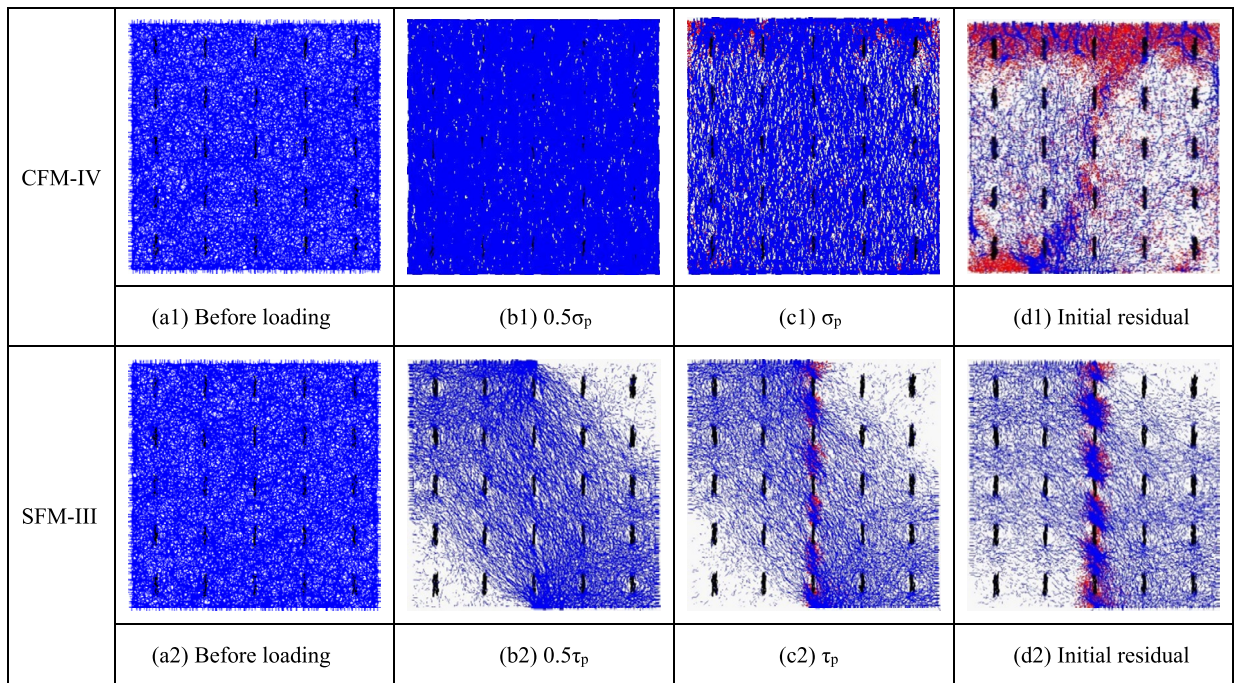 CFM-IV
(a1) Before loading
(b1) 0.5σₚ
(c1) σₚ
(d1) Initial residual
SFM-III
(a2) Before loading
(b2) 0.5τₚ
(c2) τₚ
(d2) Initial residual